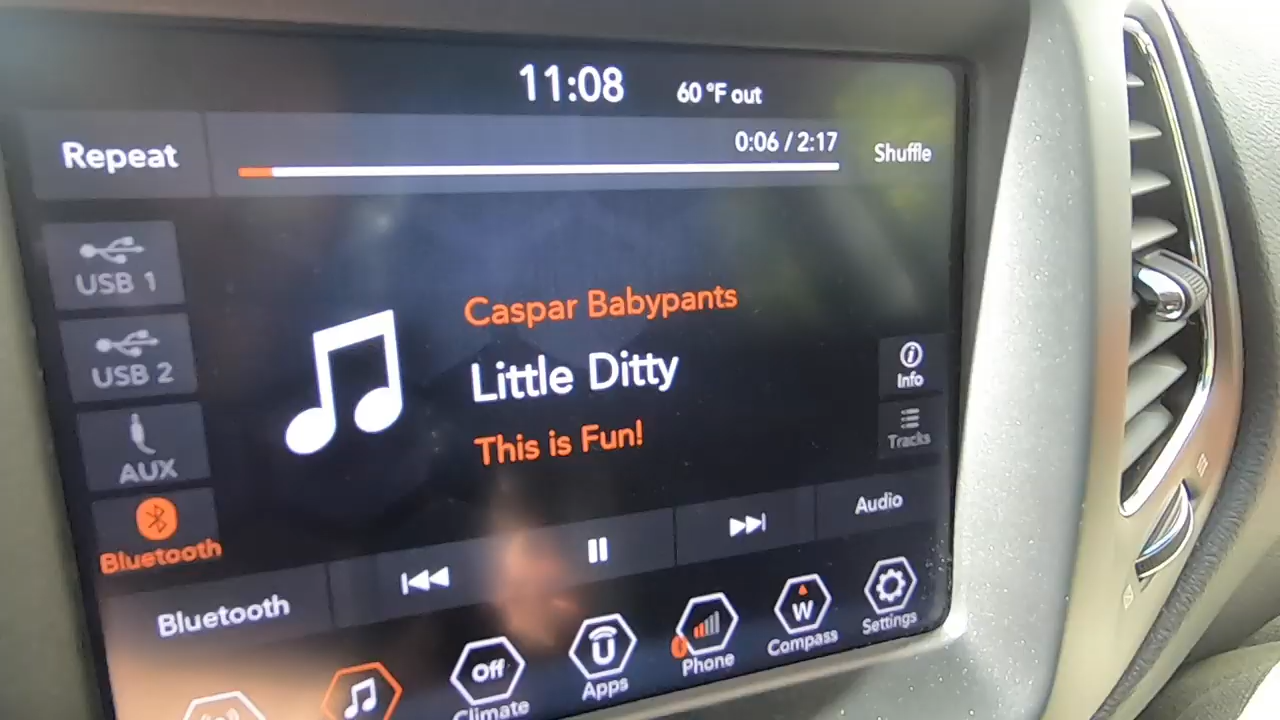 11:08
60 °F out
Repeat
0:06 / 2:17
Shuffle
USB 1
USB 2
AUX
Bluetooth
Caspar Babypants
Little Ditty
This is Fun!
Info
Tracks
Bluetooth
Audio
Off
Climate
U
Apps
Phone
W
Compass
Settings